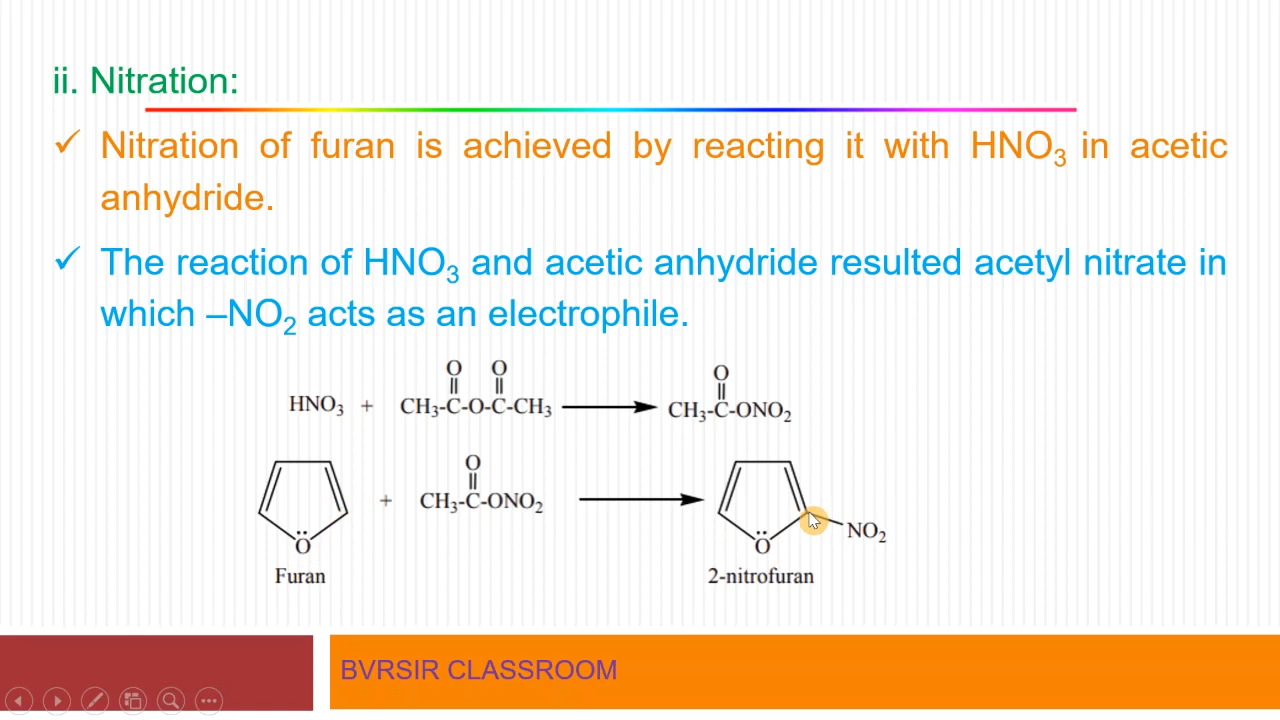 ii. Nitration:
✓ Nitration of furan is achieved by reacting it with HNO₃ in acetic
anhydride.
✓ The reaction of HNO₃ and acetic anhydride resulted acetyl nitrate in
which –NO₂ acts as an electrophile.
O O O
HNO₃ + CH₃-C-O-C-CH₃ CH₃-C-ONO₂
O
+ CH₃-C-ONO₂
Ö Ö NO₂
Furan 2-nitrofuran
BVRSIR CLASSROOM